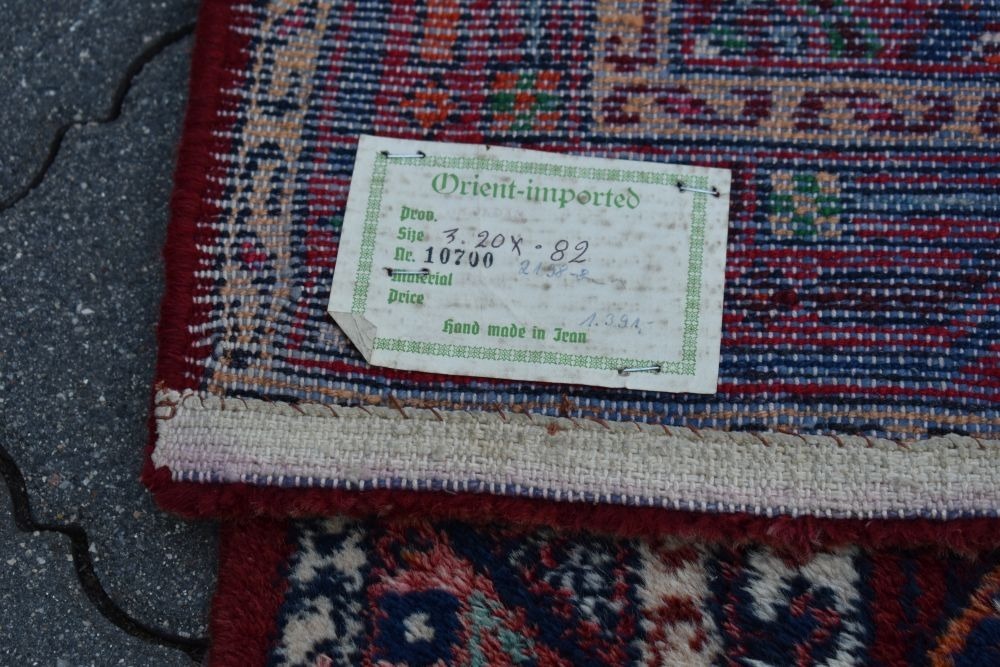 Orient-imported
Prov.
Size 3.20 x .82
Nr. 10700
Material
Price
1.391,-
Hand made in Iran